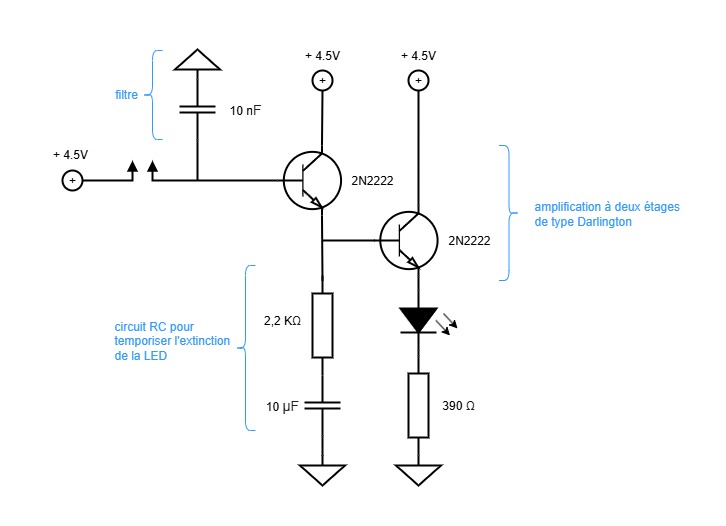 + 4.5V
+ 4.5V
+
+
filtre
10 nF
+ 4.5V
+
2N2222
2N2222
amplification à deux étages
de type Darlington
2,2 KΩ
circuit RC pour
temporiser l'extinction
de la LED
10 µF
390 Ω